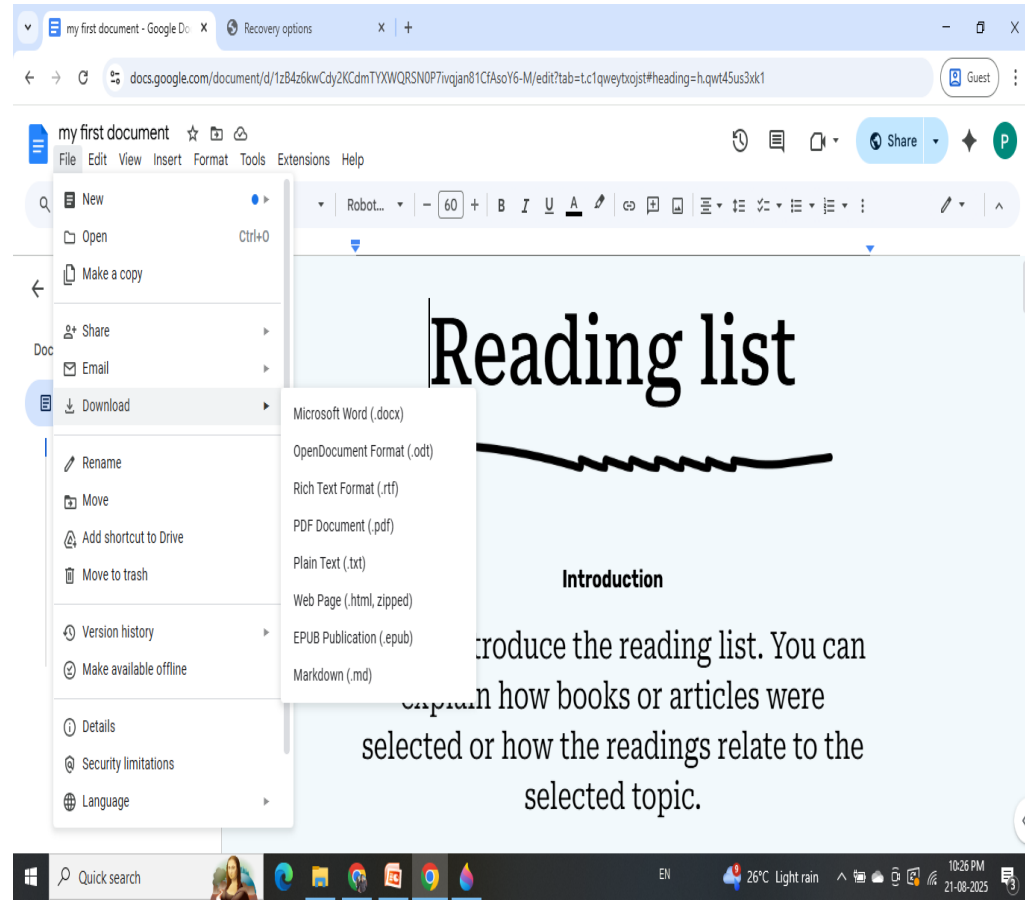 my first document - Google Do
Recovery options
docs.google.com/document/d/1zB4z6kwCdy2KCdmTYXWQRSN0P7ivqjan81CfAsoY6-M/edit?tab=t.c1qweytxojst#heading=h.qwt45us3xk1
Guest
my first document
Share
P
File Edit View Insert Format Tools Extensions Help
Robot... 60 B I U A
New
Open Ctrl+O
Make a copy
Share
Doc
Email
Download
Rename
Move
Add shortcut to Drive
Move to trash
Version history
Make available offline
Details
Security limitations
Language
Microsoft Word (.docx)
OpenDocument Format (.odt)
Rich Text Format (.rtf)
PDF Document (.pdf)
Plain Text (.txt)
Web Page (.html, zipped)
EPUB Publication (.epub)
Markdown (.md)
Reading list
Introduction
troduce the reading list. You can
explain how books or articles were
selected or how the readings relate to the
selected topic.
Quick search
EN
26°C Light rain
10:26 PM
21-08-2025
3